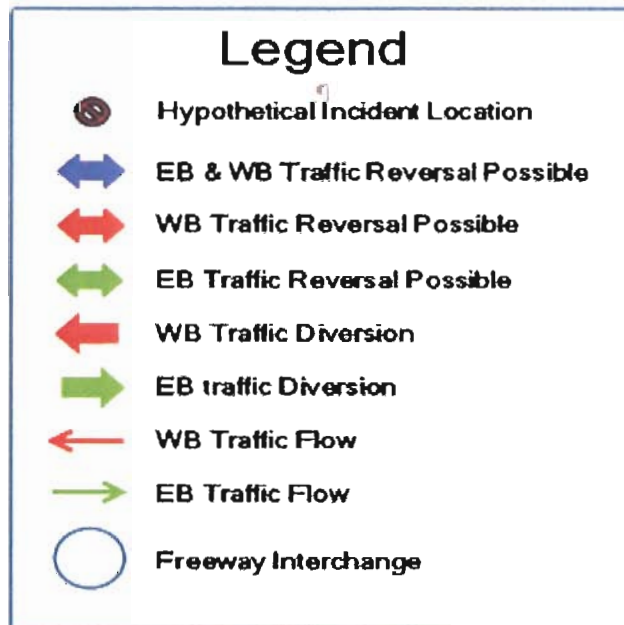 Legend
Hypothetical Incident Location
EB & WB Traffic Reversal Possible
WB Traffic Reversal Possible
EB Traffic Reversal Possible
WB Traffic Diversion
EB traffic Diversion
WB Traffic Flow
EB Traffic Flow
Freeway Interchange